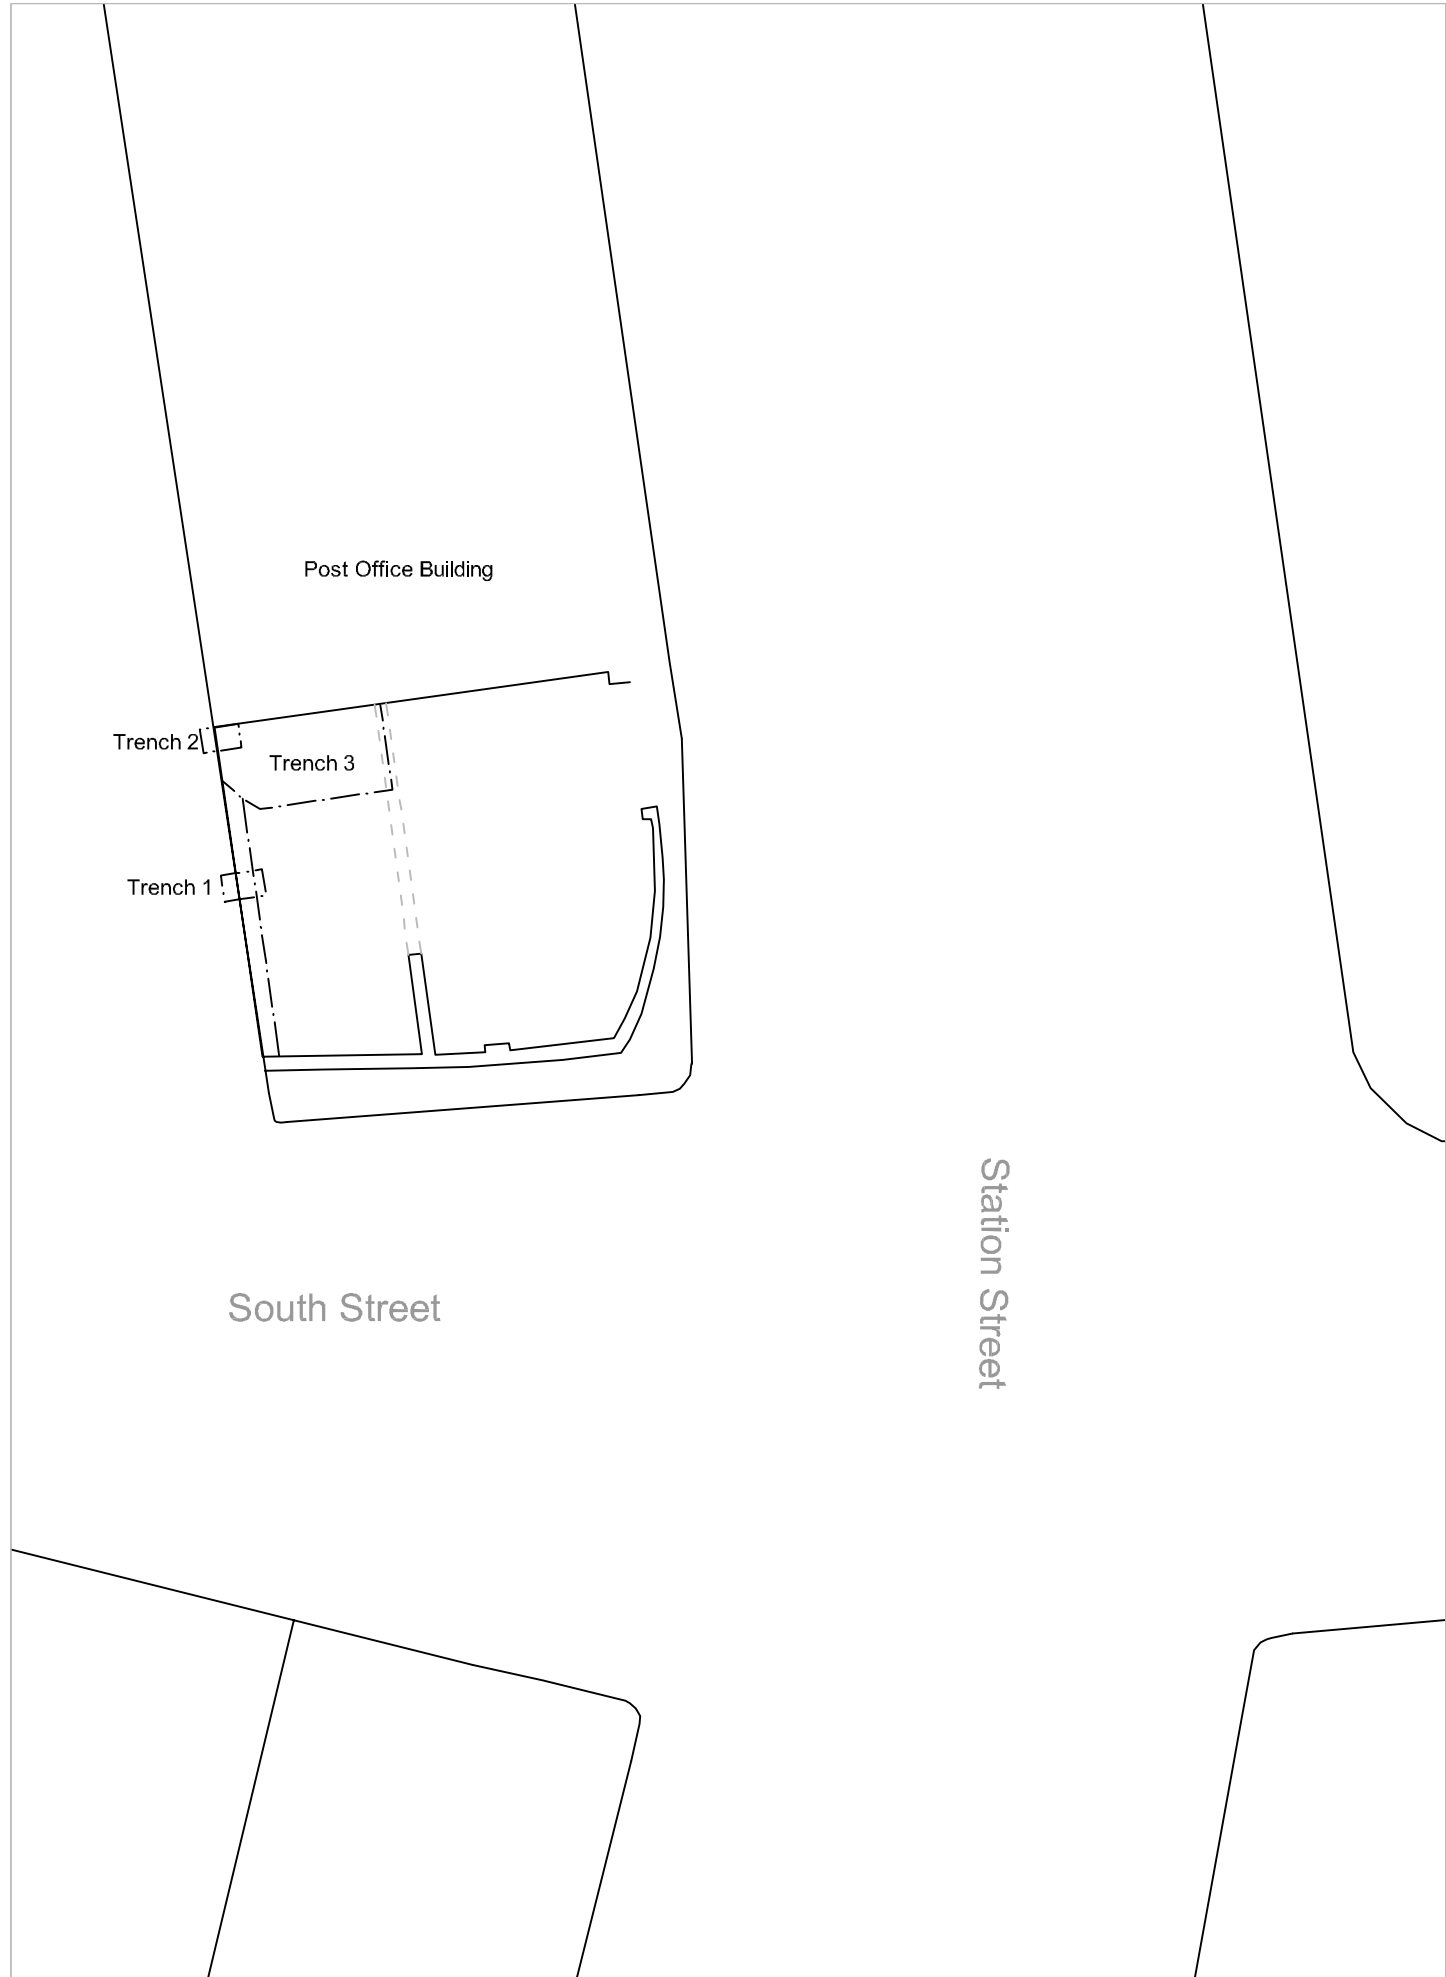 Post Office Building
Trench 2
Trench 3
Trench 1
Station Street
South Street